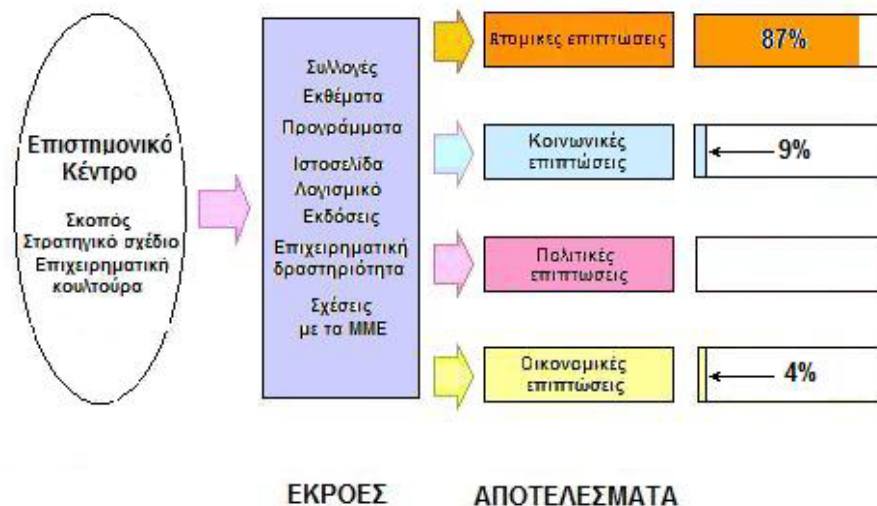 Επιστημονικό
Κέντρο
Σκοπός
Στρατηγικό σχέδιο
Επιχειρηματική
κουλτούρα
Συλλογές
Εκθέματα
Προγράμματα
Ιστοσελίδα
Λογισμικό
Εκδόσεις
Επιχειρηματική
δραστηριότητα
Σχέσεις
με τα ΜΜΕ
Ατομικες επιπτωσεις
87%
Κοινωνικές
επιπτώσεις
9%
Πολιτικές
επιπτωσεις
Οικονομικές
επιπτώσεις
4%
ΕΚΡΟΕΣ
ΑΠΟΤΕΛΕΣΜΑΤΑ